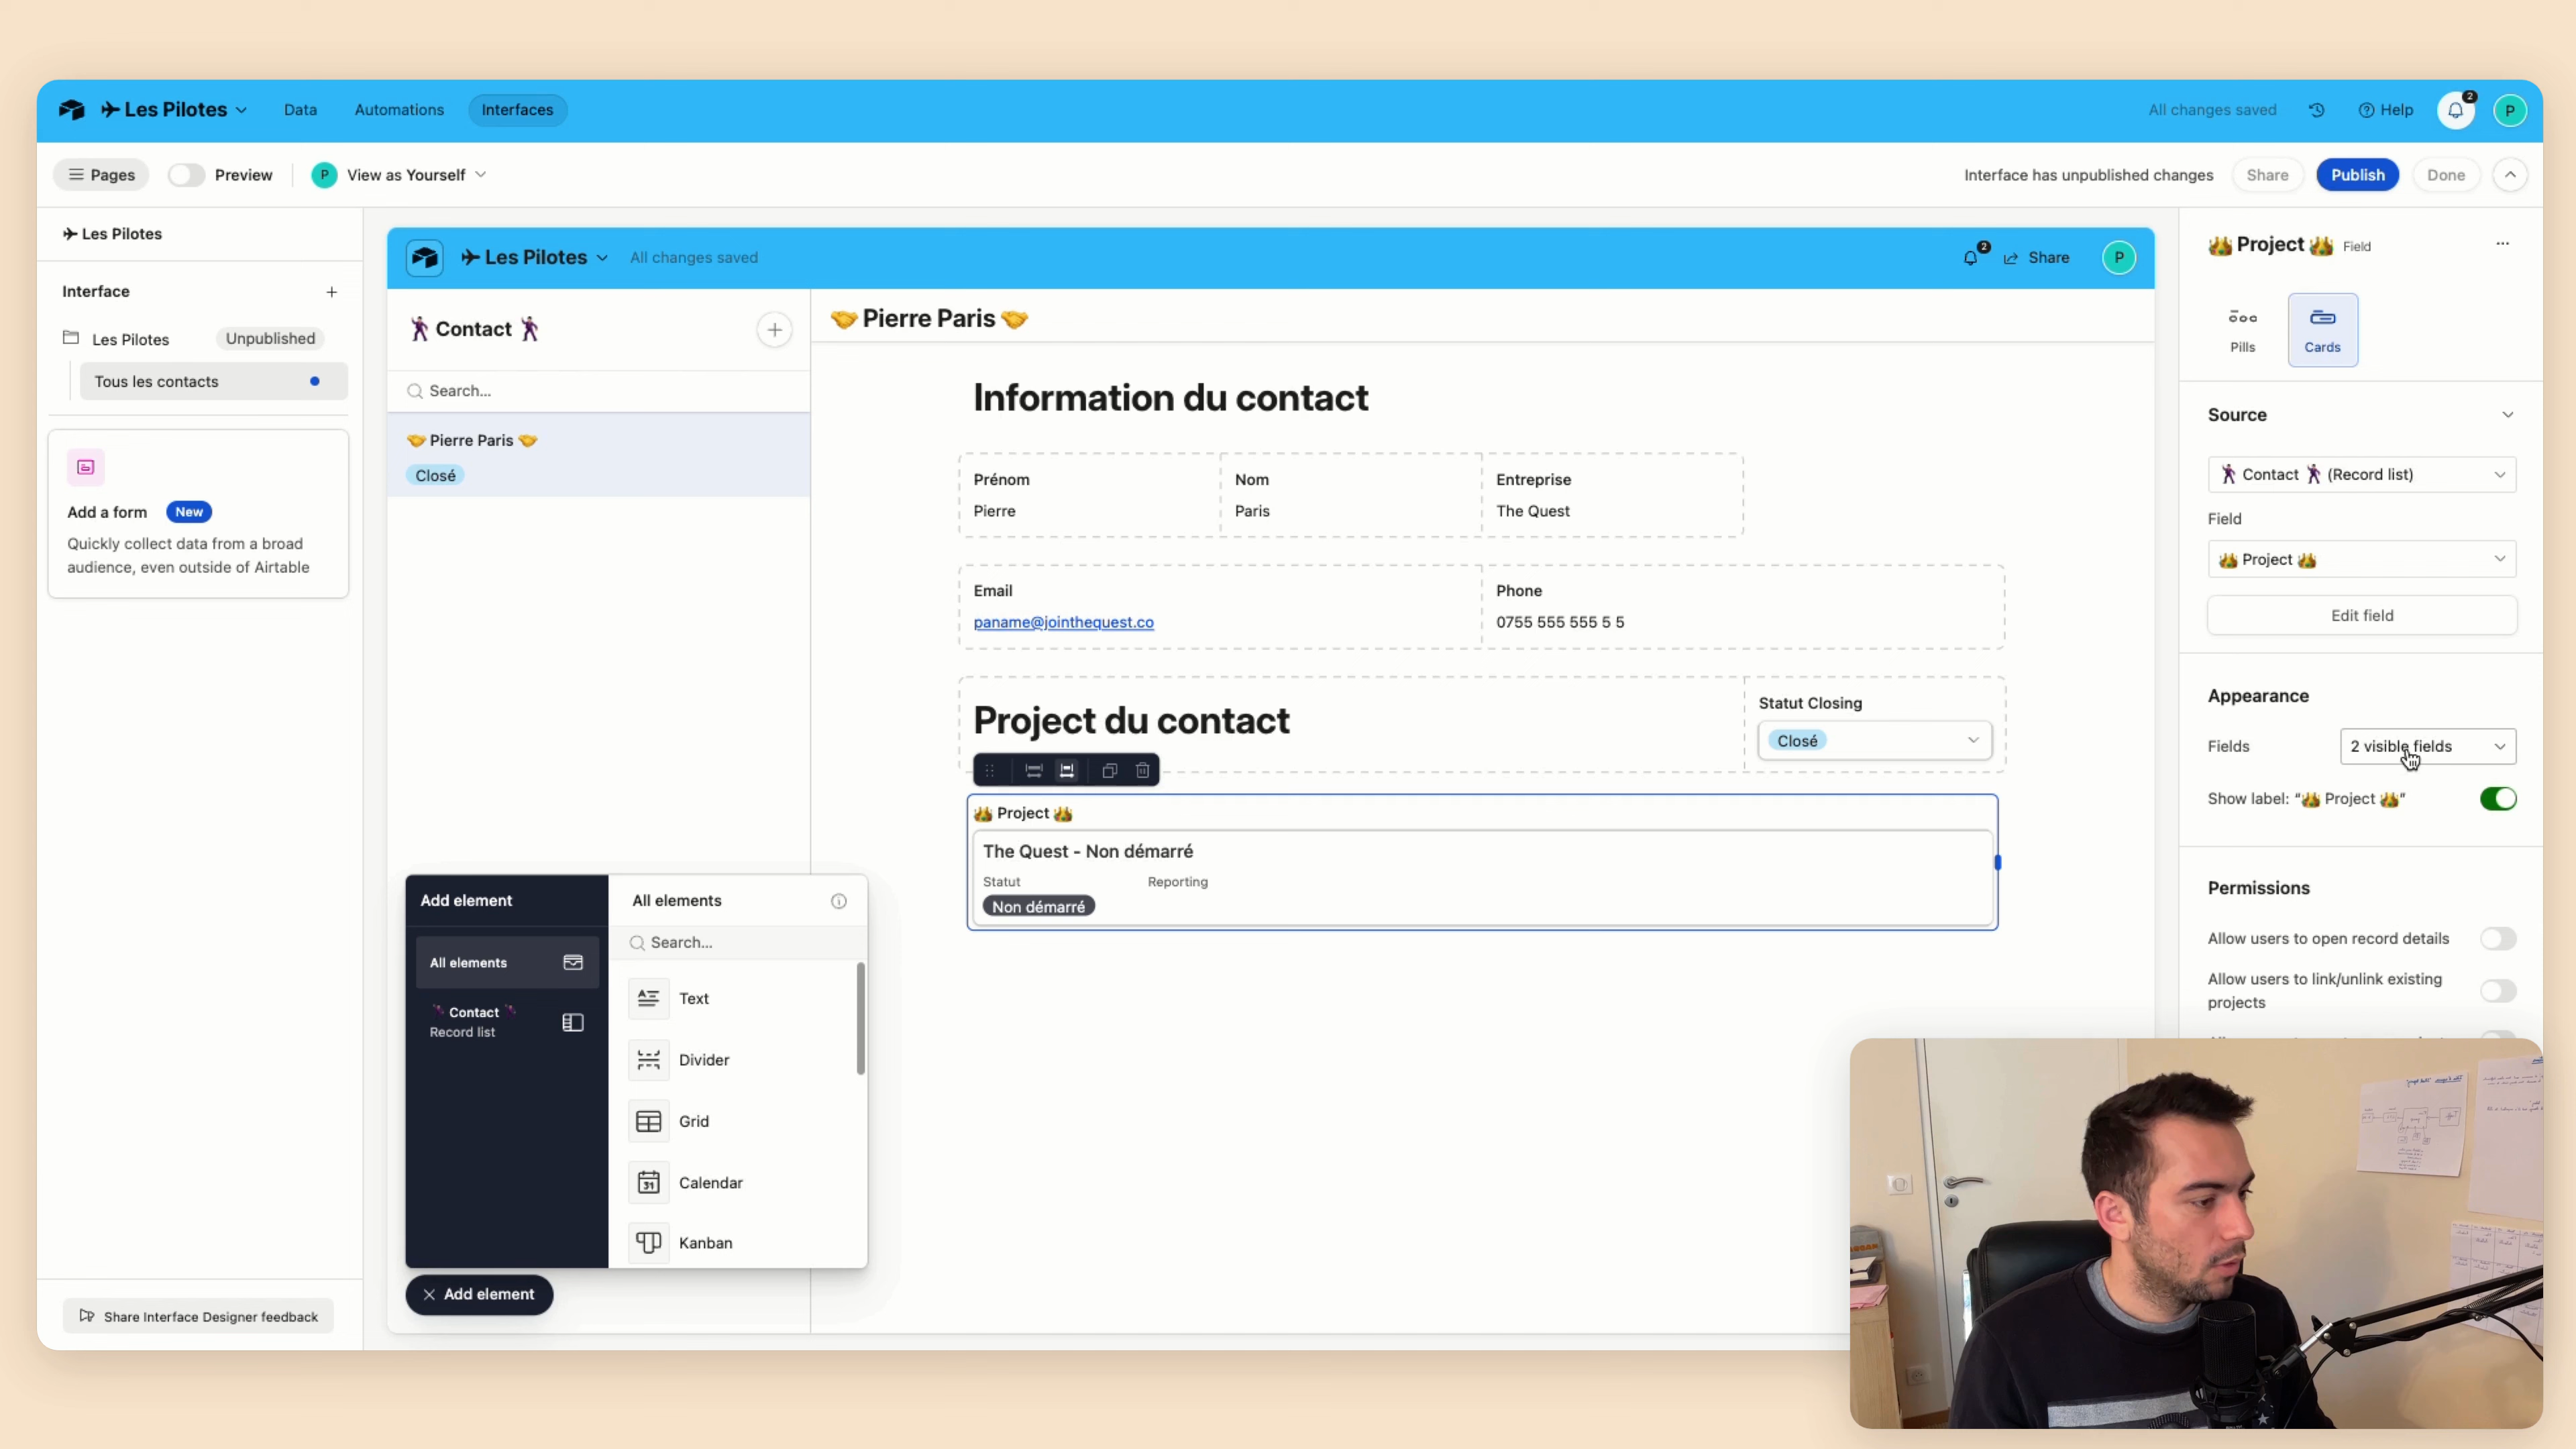 Les Pilotes
Data
Automations
Interfaces
All changes saved
Help
2
P
Pages
Preview
P
View as Yourself
Interface has unpublished changes
Share
Publish
Done
Les Pilotes
Interface
Les Pilotes
Unpublished
Tous les contacts
Add a form
New
Quickly collect data from a broad
audience, even outside of Airtable
Share Interface Designer feedback
Les Pilotes
All changes saved
2
Share
P
Contact
Search...
Pierre Paris
Closé
Pierre Paris
Information du contact
Prénom
Nom
Entreprise
Pierre
Paris
The Quest
Email
Phone
paname@jointhequest.co
0755 555 555 5 5
Project du contact
Statut Closing
Closé
Project
The Quest - Non démarré
Statut
Reporting
Non démarré
Add element
All elements
Contact
Record list
All elements
Search...
Text
Divider
Grid
31
Calendar
Kanban
Add element
Project
Field
Pills
Cards
Source
Contact (Record list)
Field
Project
Edit field
Appearance
Fields
2 visible fields
Show label: “ Project ”
Permissions
Allow users to open record details
Allow users to link/unlink existing
projects